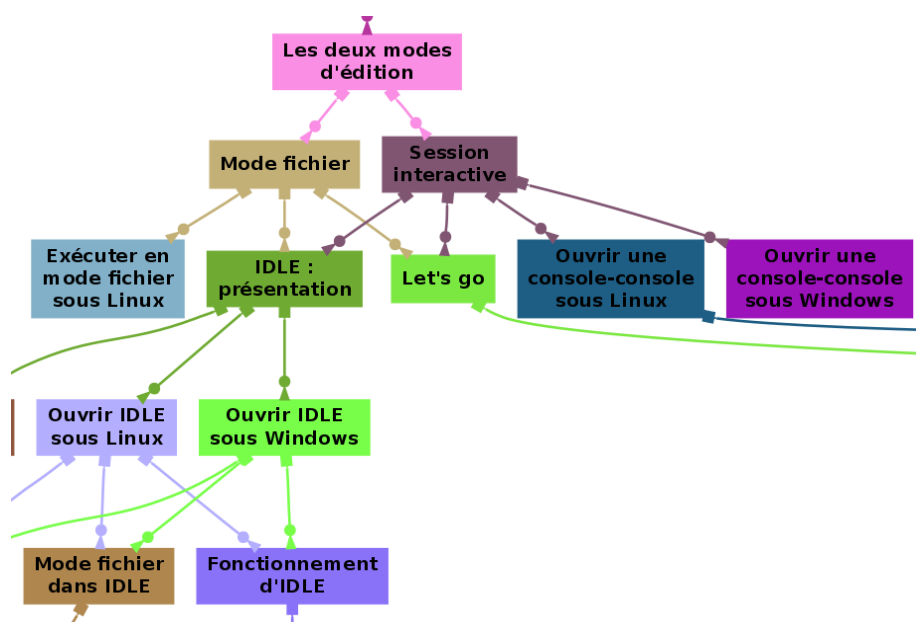 Les deux modes
d'édition
Mode fichier
Session
interactive
Exécuter en
mode fichier
sous Linux
IDLE :
présentation
Let's go
Ouvrir une
console-console
sous Linux
Ouvrir une
console-console
sous Windows
Ouvrir IDLE
sous Linux
Ouvrir IDLE
sous Windows
Mode fichier
dans IDLE
Fonctionnement
d'IDLE